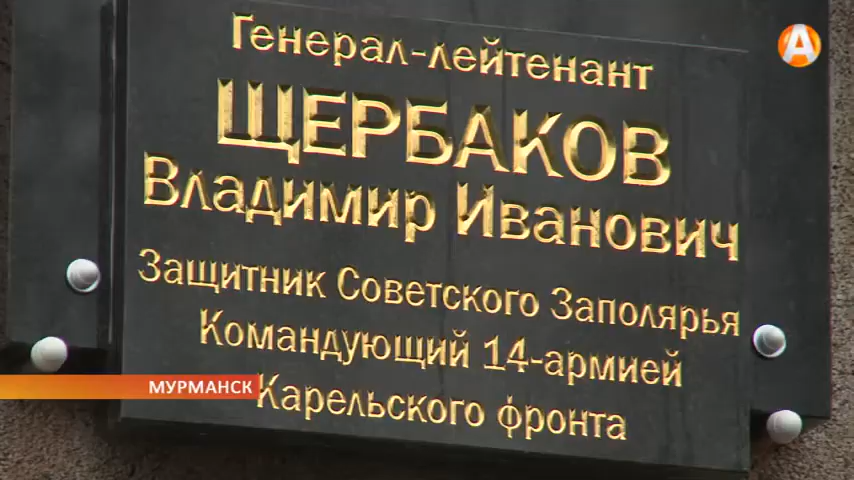 Генерал-лейтенант
ЩЕРБАКОВ
Владимир Иванович
Защитник Советского Заполярья
Командующий 14-армией
Карельского фронта
МУРМАНСК
А